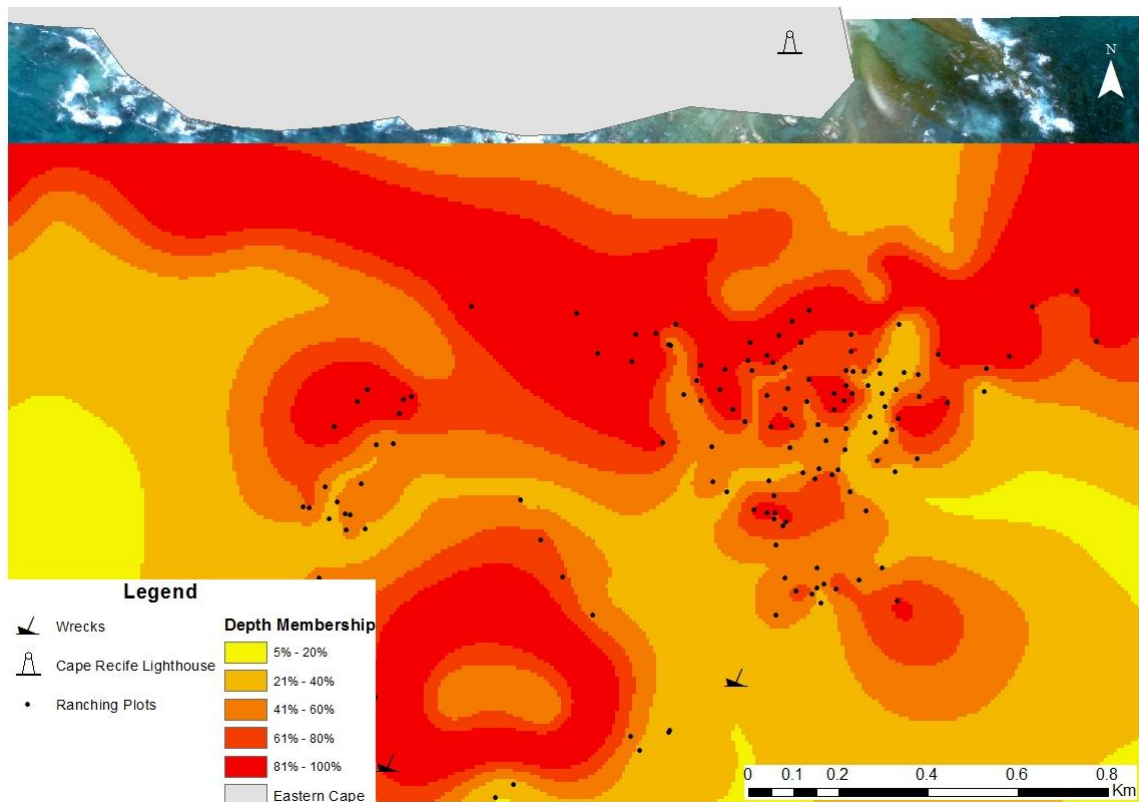 N
Legend
Wrecks
Cape Recife Lighthouse
Ranching Plots
Depth Membership
5% - 20%
21% - 40%
41% - 60%
61% - 80%
81% - 100%
Eastern Cape
0 0.1 0.2 0.4 0.6 0.8
Km